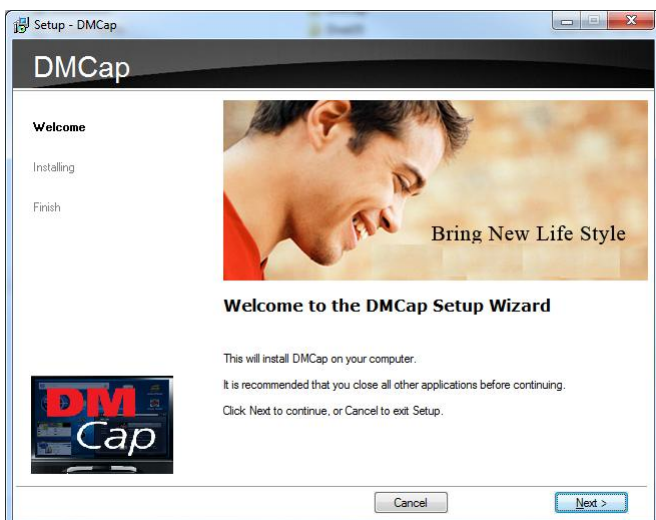 Setup - DMCap
DMCap
Welcome
Installing
Finish
Bring New Life Style
Welcome to the DMCap Setup Wizard
This will install DMCap on your computer.
It is recommended that you close all other applications before continuing.
Click Next to continue, or Cancel to exit Setup.
DM
Cap
Cancel
Next >